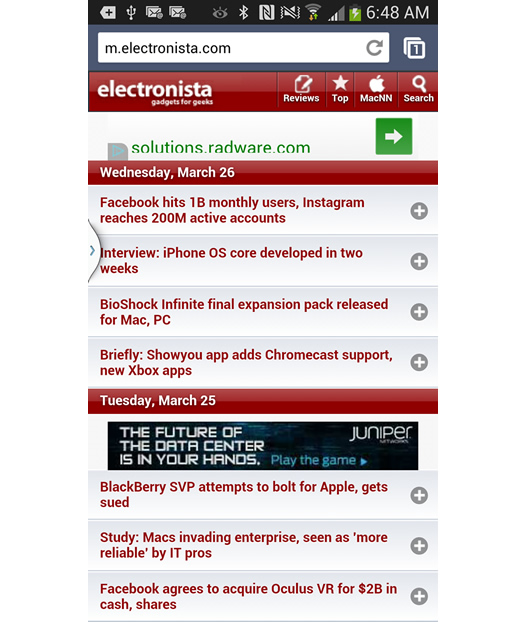 6:48 AM
m.electronista.com
1
electronista
gadgets for geeks
Reviews
Top
MacNN
Search
solutions.radware.com
Wednesday, March 26
Facebook hits 1B monthly users, Instagram
reaches 200M active accounts
Interview: iPhone OS core developed in two
weeks
BioShock Infinite final expansion pack released
for Mac, PC
Briefly: Showyou app adds Chromecast support,
new Xbox apps
Tuesday, March 25
THE FUTURE OF
THE DATA CENTER
IS IN YOUR HANDS. Play the game
JUNIPER
NETWORKS
BlackBerry SVP attempts to bolt for Apple, gets
sued
Study: Macs invading enterprise, seen as 'more
reliable' by IT pros
Facebook agrees to acquire Oculus VR for $2B in
cash, shares